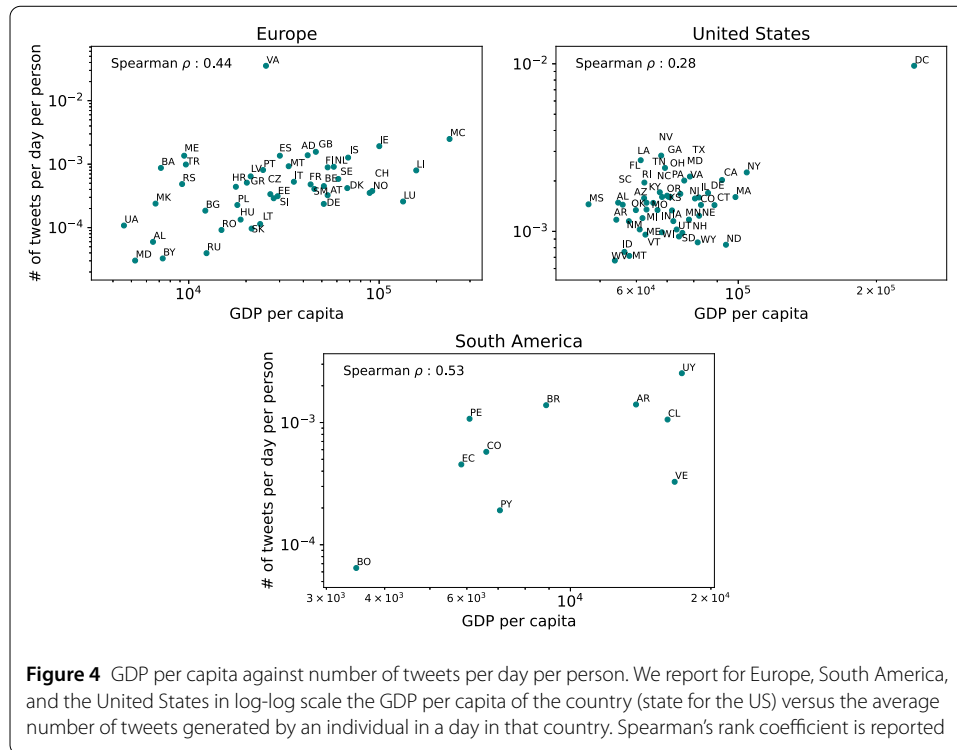 Europe
Spearman ρ : 0.44
# of tweets per day per person
10⁻²
10⁻³
10⁻⁴
VA
ME
BA
TR
RS
MK
UA
AL
MD
BY
BG
RU
RO
HR
LV
GR
PL
HU
SK
LT
PT
CZ
EE
SI
ES
MT
IT
AD
GB
FR
SM
FI
NL
BE
AT
DE
SE
IS
DK
IE
CH
NO
LU
LI
MC
10⁴
10⁵
GDP per capita
United States
Spearman ρ : 0.28
10⁻²
10⁻³
DC
NV
LA
GA
TX
FL
TN
OH
MD
SC
RI
NC
PA
VA
CA
NY
MS
AL
AZ
KY
OR
NJ
IL
DE
MA
OK
MO
KS
CO
CT
AR
MI
IN
IA
MN
NE
NM
ME
WI
UT
NH
ID
VT
SD
WY
ND
WV
MT
6 × 10⁴
10⁵
2 × 10⁵
GDP per capita
South America
Spearman ρ : 0.53
# of tweets per day per person
10⁻³
10⁻⁴
UY
PE
BR
AR
CL
CO
EC
VE
PY
BO
3 × 10³
4 × 10³
6 × 10³
10⁴
2 × 10⁴
GDP per capita
Figure 4 GDP per capita against number of tweets per day per person. We report for Europe, South America,
and the United States in log-log scale the GDP per capita of the country (state for the US) versus the average
number of tweets generated by an individual in a day in that country. Spearman's rank coefficient is reported